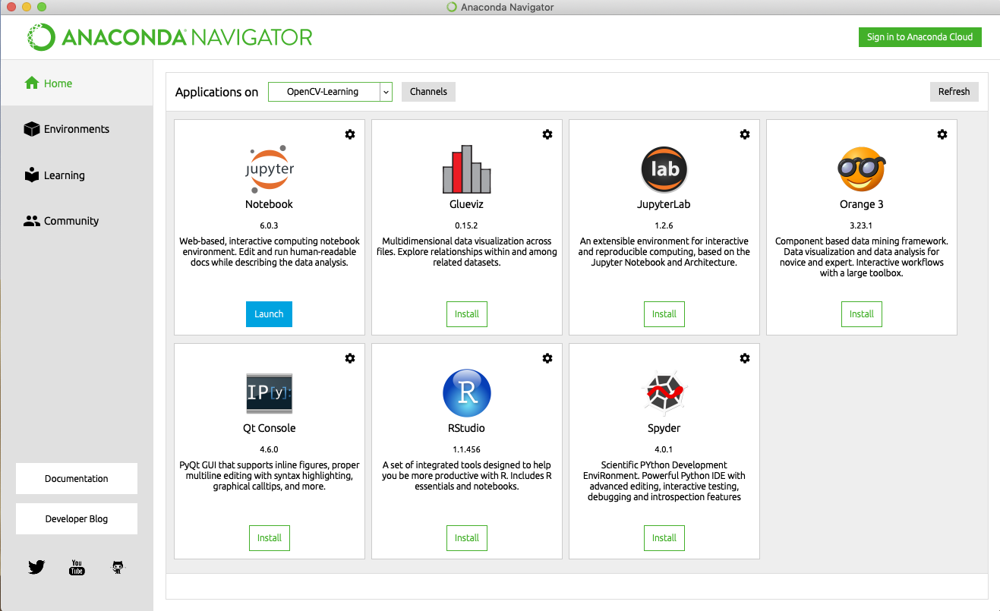 Anaconda Navigator
ANACONDA NAVIGATOR
Sign in to Anaconda Cloud
Home
Environments
Learning
Community
Documentation
Developer Blog
You
Tube
Applications on
OpenCV-Learning
Channels
Refresh
jupyter
Notebook
6.0.3
Web-based, interactive computing notebook
environment. Edit and run human-readable
docs while describing the data analysis.
Launch
Glueviz
0.15.2
Multidimensional data visualization across
files. Explore relationships within and among
related datasets.
Install
lab
JupyterLab
1.2.6
An extensible environment for interactive
and reproducible computing, based on the
Jupyter Notebook and Architecture.
Install
Orange 3
3.23.1
Component based data mining framework.
Data visualization and data analysis for
novice and expert. Interactive workflows
with a large toolbox.
Install
IP[y]:
Qt Console
4.6.0
PyQt GUI that supports inline figures, proper
multiline editing with syntax highlighting,
graphical calltips, and more.
Install
R
RStudio
1.1.456
A set of integrated tools designed to help
you be more productive with R. Includes R
essentials and notebooks.
Install
Spyder
4.0.1
Scientific PYthon Development
EnviRonment. Powerful Python IDE with
advanced editing, interactive testing,
debugging and introspection features
Install